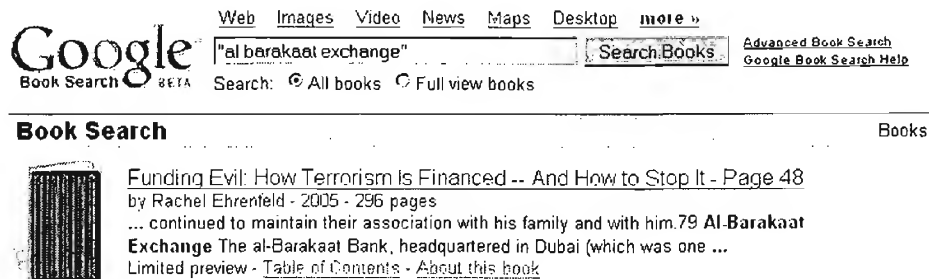 Web Images Video News Maps Desktop more »
Google
Book Search BETA
"al barakaat exchange"
Search Books
Advanced Book Search
Google Book Search Help
Search: All books Full view books
Book Search Books
Funding Evil: How Terrorism Is Financed -- And How to Stop It - Page 48
by Rachel Ehrenfeld - 2005 - 296 pages
... continued to maintain their association with his family and with him.79 Al-Barakaat
Exchange The al-Barakaat Bank, headquartered in Dubai (which was one ...
Limited preview - Table of Contents - About this book